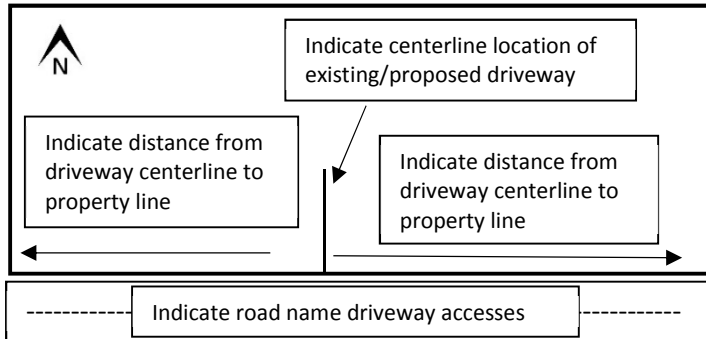 N
Indicate centerline location of
existing/proposed driveway
Indicate distance from
driveway centerline to
property line
Indicate distance from
driveway centerline to
property line
Indicate road name driveway accesses